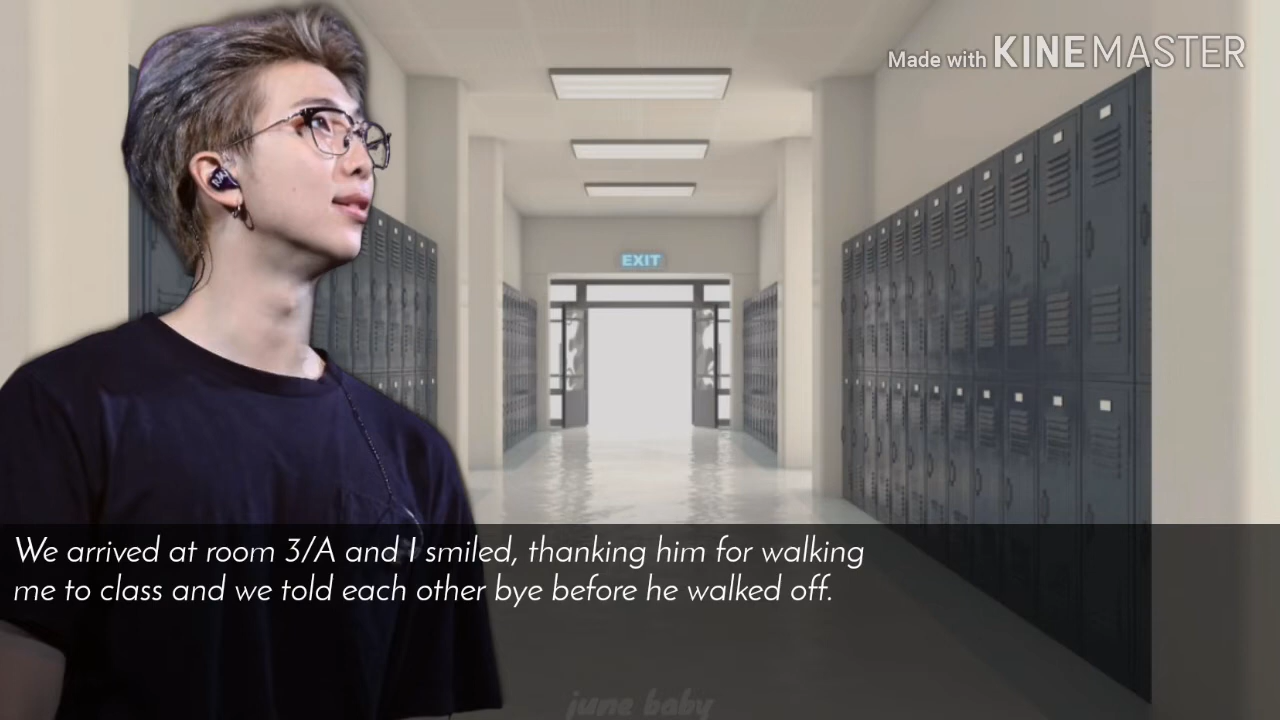 Made with KINEMASTER
EXIT
We arrived at room 3/A and I smiled, thanking him for walking
me to class and we told each other bye before he walked off.
june baby